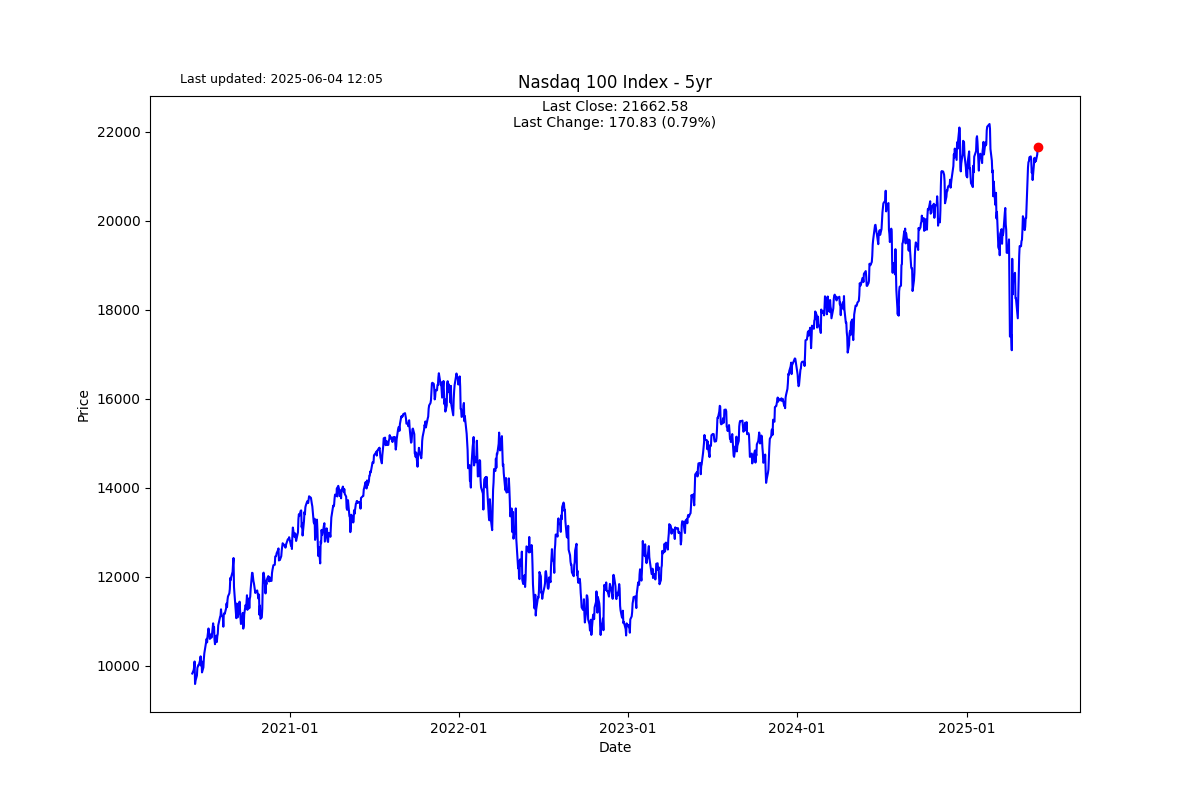 Last updated: 2025-06-04 12:05
Nasdaq 100 Index - 5yr
Last Close: 21662.58
Last Change: 170.83 (0.79%)
22000
20000
18000
16000
14000
12000
10000
Price
2021-01
2022-01
2023-01
2024-01
2025-01
Date